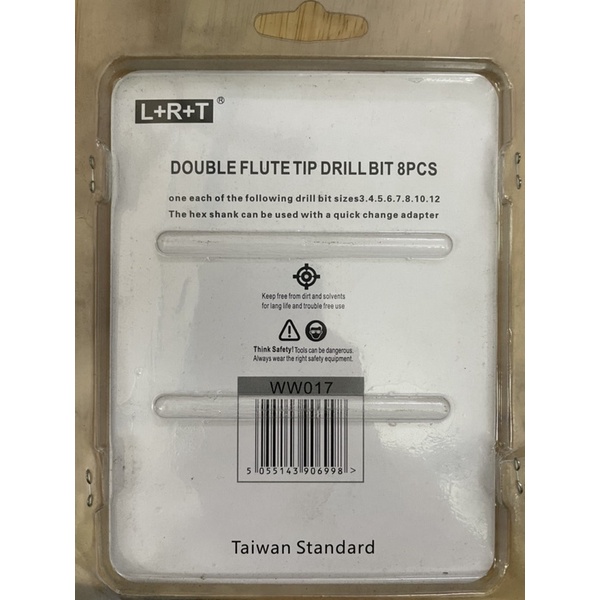 L+R+T®
DOUBLE FLUTE TIP DRILL BIT 8PCS
one each of the following drill bit sizes3.4.5.6.7.8.10.12
The hex shank can be used with a quick change adapter
Keep free from dirt and solvents
for long life and trouble free use
Think Safety! Tools can be dangerous.
Always wear the right safety equipment.
WW017
5 055143 906998 >
Taiwan Standard